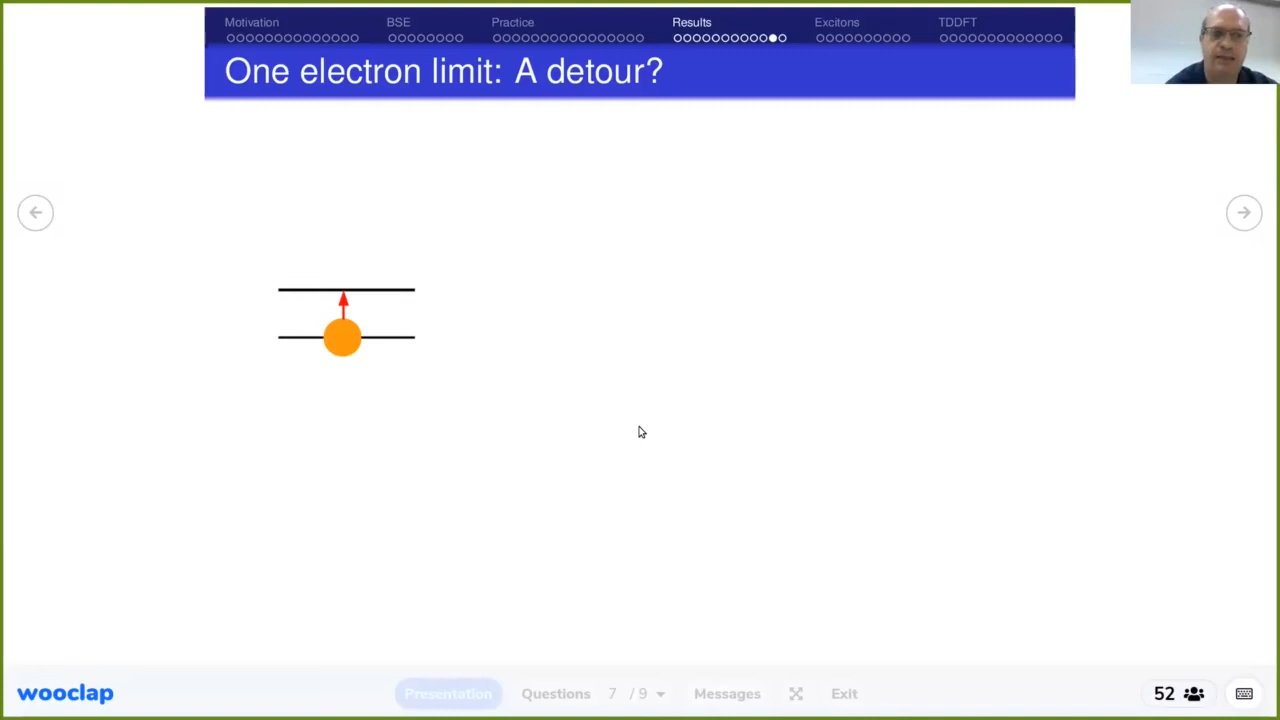 Motivation BSE Practice Results Excitons TDDFT
One electron limit: A detour?
wooclap Presentation Questions 7 / 9 Messages Exit 52